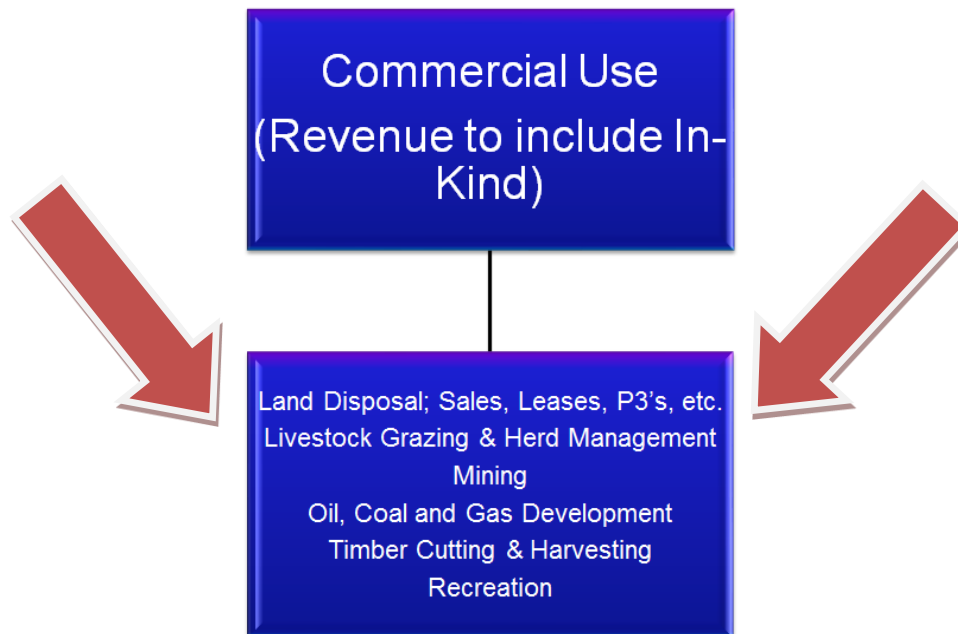 Commercial Use
(Revenue to include In-
Kind)
Land Disposal; Sales, Leases, P3's, etc.
Livestock Grazing & Herd Management
Mining
Oil, Coal and Gas Development
Timber Cutting & Harvesting
Recreation